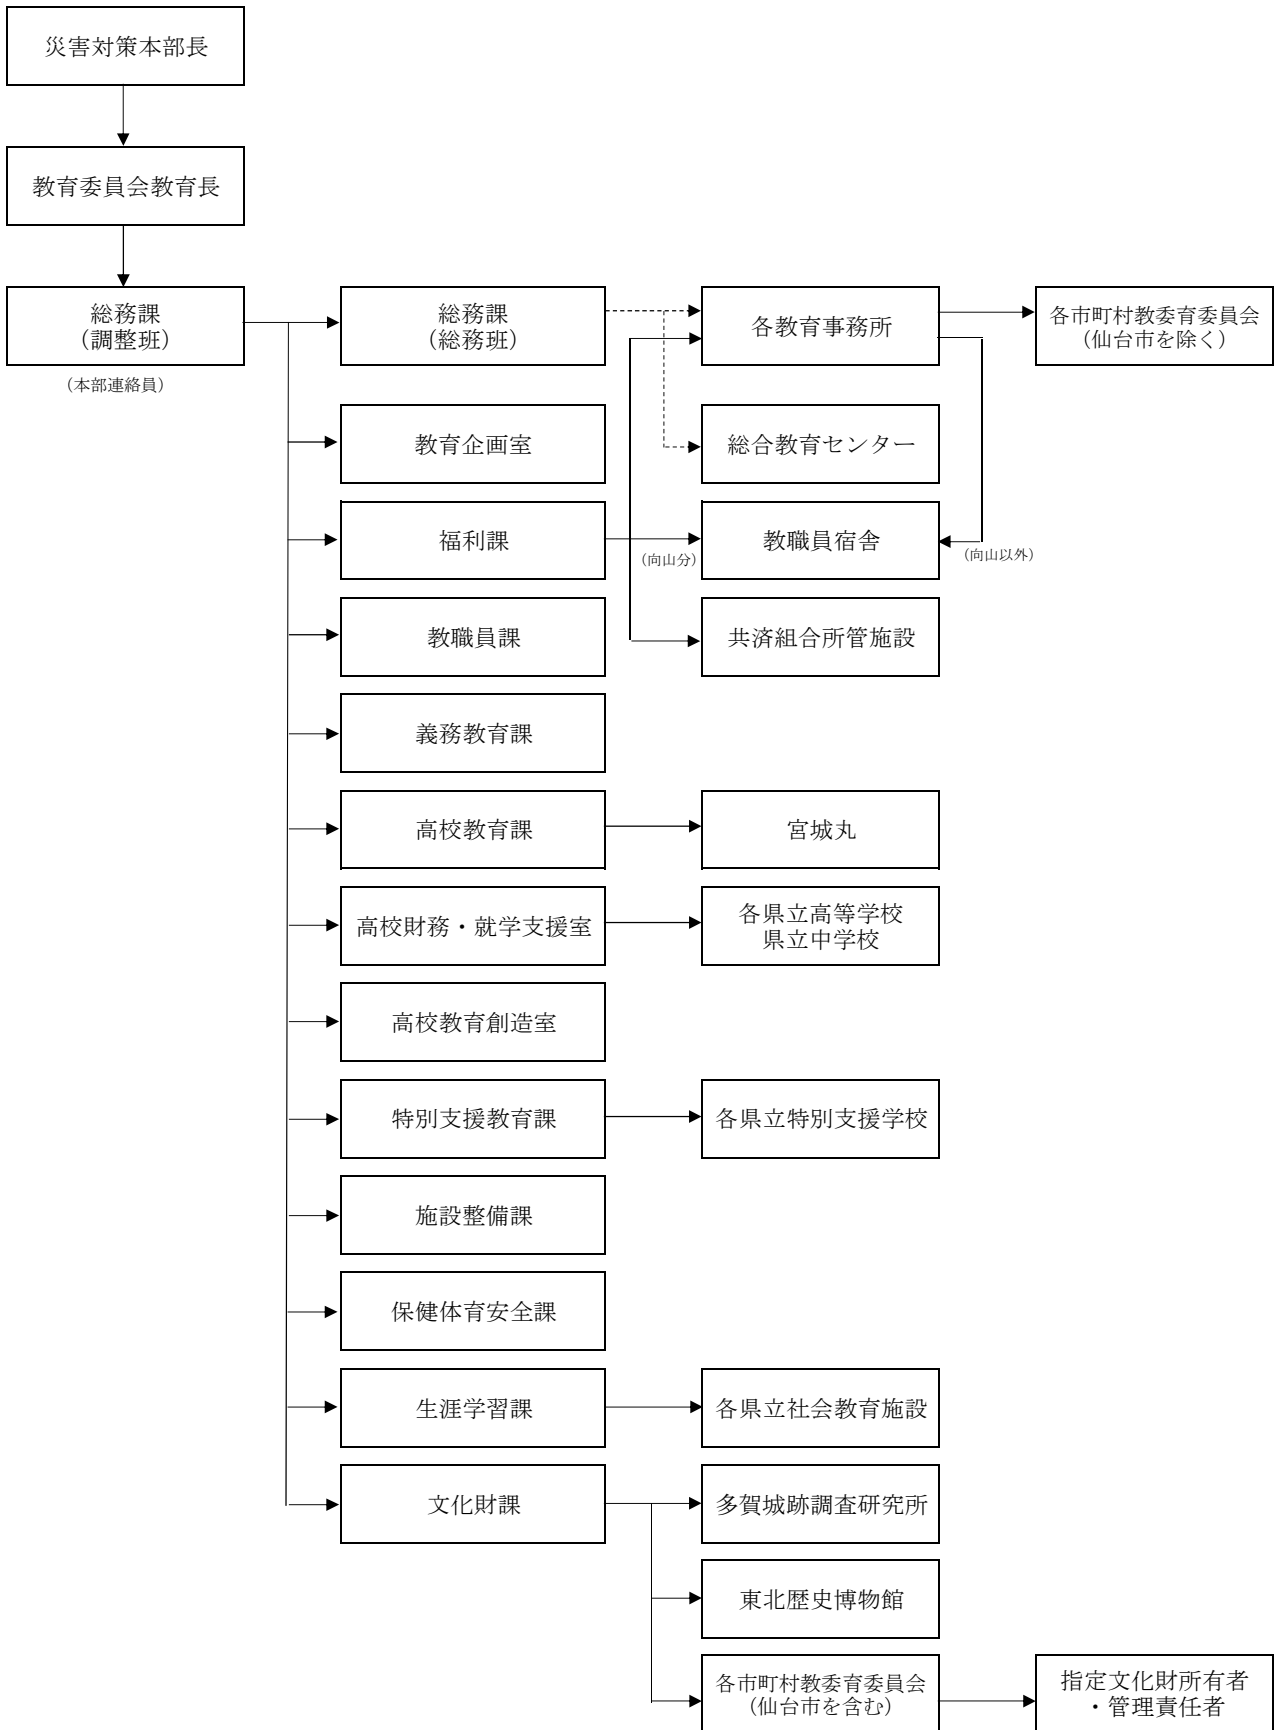 災害対策本部長
教育委員会教育長
総務課
（調整班）
（本部連絡員）
総務課
（総務班）
各教育事務所
各市町村教委育委員会
（仙台市を除く）
教育企画室
総合教育センター
福利課
（向山分）
教職員宿舎
（向山以外）
教職員課
共済組合所管施設
義務教育課
高校教育課
宮城丸
高校財務・就学支援室
各県立高等学校
県立中学校
高校教育創造室
特別支援教育課
各県立特別支援学校
施設整備課
保健体育安全課
生涯学習課
各県立社会教育施設
文化財課
多賀城跡調査研究所
東北歴史博物館
各市町村教委育委員会
（仙台市を含む）
指定文化財所有者
・管理責任者